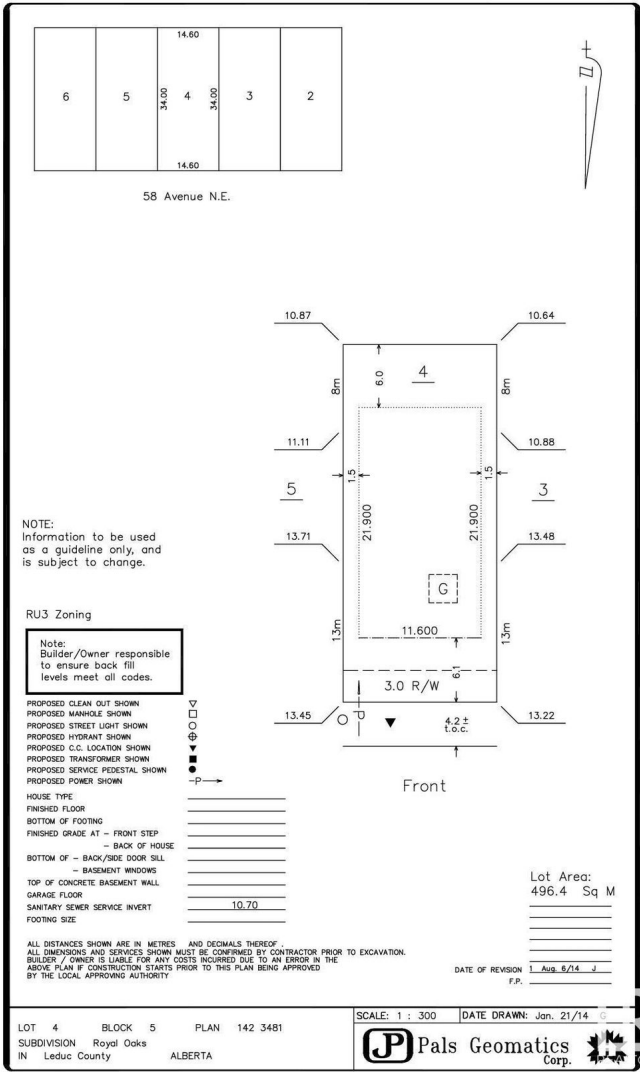 14.60
6 5 34.00 4 34.00 3 2
14.60
58 Avenue N.E.
10.87 10.64
8m 6.0 4 8m
11.11 10.88
5 1.5 1.5 3
21.900 21.900
13.71 13.48
NOTE:
Information to be used
as a guideline only, and
is subject to change.
G
RU3 Zoning
13m 11.600 13m
Note:
Builder/Owner responsible
to ensure back fill
levels meet all codes.
6.1
3.0 R/W
13.45 P 4.2 ± 13.22
t.o.c.
Front
PROPOSED CLEAN OUT SHOWN
PROPOSED MANHOLE SHOWN
PROPOSED STREET LIGHT SHOWN
PROPOSED HYDRANT SHOWN
PROPOSED C.C. LOCATION SHOWN
PROPOSED TRANSFORMER SHOWN
PROPOSED SERVICE PEDESTAL SHOWN
PROPOSED POWER SHOWN –P→
HOUSE TYPE
FINISHED FLOOR
BOTTOM OF FOOTING
FINISHED GRADE AT – FRONT STEP
– BACK OF HOUSE
BOTTOM OF – BACK/SIDE DOOR SILL
– BASEMENT WINDOWS
TOP OF CONCRETE BASEMENT WALL
GARAGE FLOOR
SANITARY SEWER SERVICE INVERT 10.70
FOOTING SIZE
Lot Area:
496.4 Sq M
ALL DISTANCES SHOWN ARE IN METRES AND DECIMALS THEREOF .
ALL DIMENSIONS AND SERVICES SHOWN MUST BE CONFIRMED BY CONTRACTOR PRIOR TO EXCAVATION.
BUILDER / OWNER IS LIABLE FOR ANY COSTS INCURRED DUE TO AN ERROR IN THE
ABOVE PLAN IF CONSTRUCTION STARTS PRIOR TO THIS PLAN BEING APPROVED
BY THE LOCAL APPROVING AUTHORITY
DATE OF REVISION 1 Aug. 6/14 J
F.P.
SCALE: 1 : 300 DATE DRAWN: Jan. 21/14 G
LOT 4 BLOCK 5 PLAN 142 3481
SUBDIVISION Royal Oaks
IN Leduc County ALBERTA
JP Pals Geomatics
Corp.